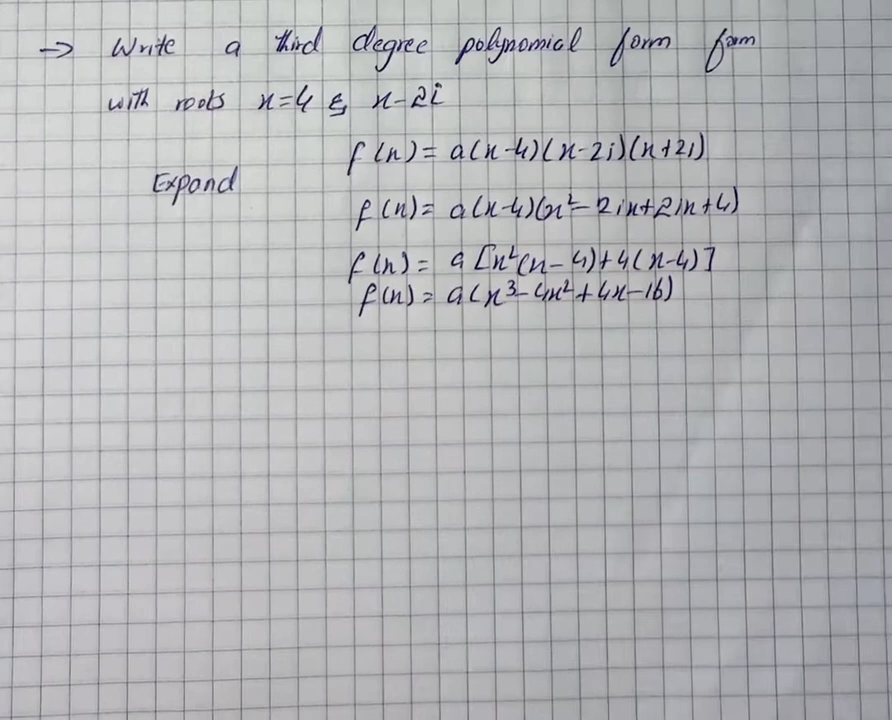 → Write a third degree polynomial form fam
with roots x=4 & x-2i
f(x) = a(x-4)(x-2i)(x+2i)
Expand
f(x) = a(x-4)(x²-2ix+2ix+4)
f(x) = a[x²(x-4)+4(x-4)]
f(x) = a(x³-4x²+4x-16)